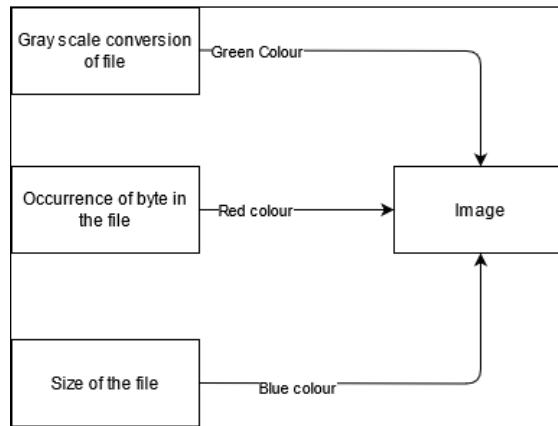 Gray scale conversion
of file
Green Colour
Occurrence of byte in
the file
Red colour
Image
Size of the file
Blue colour